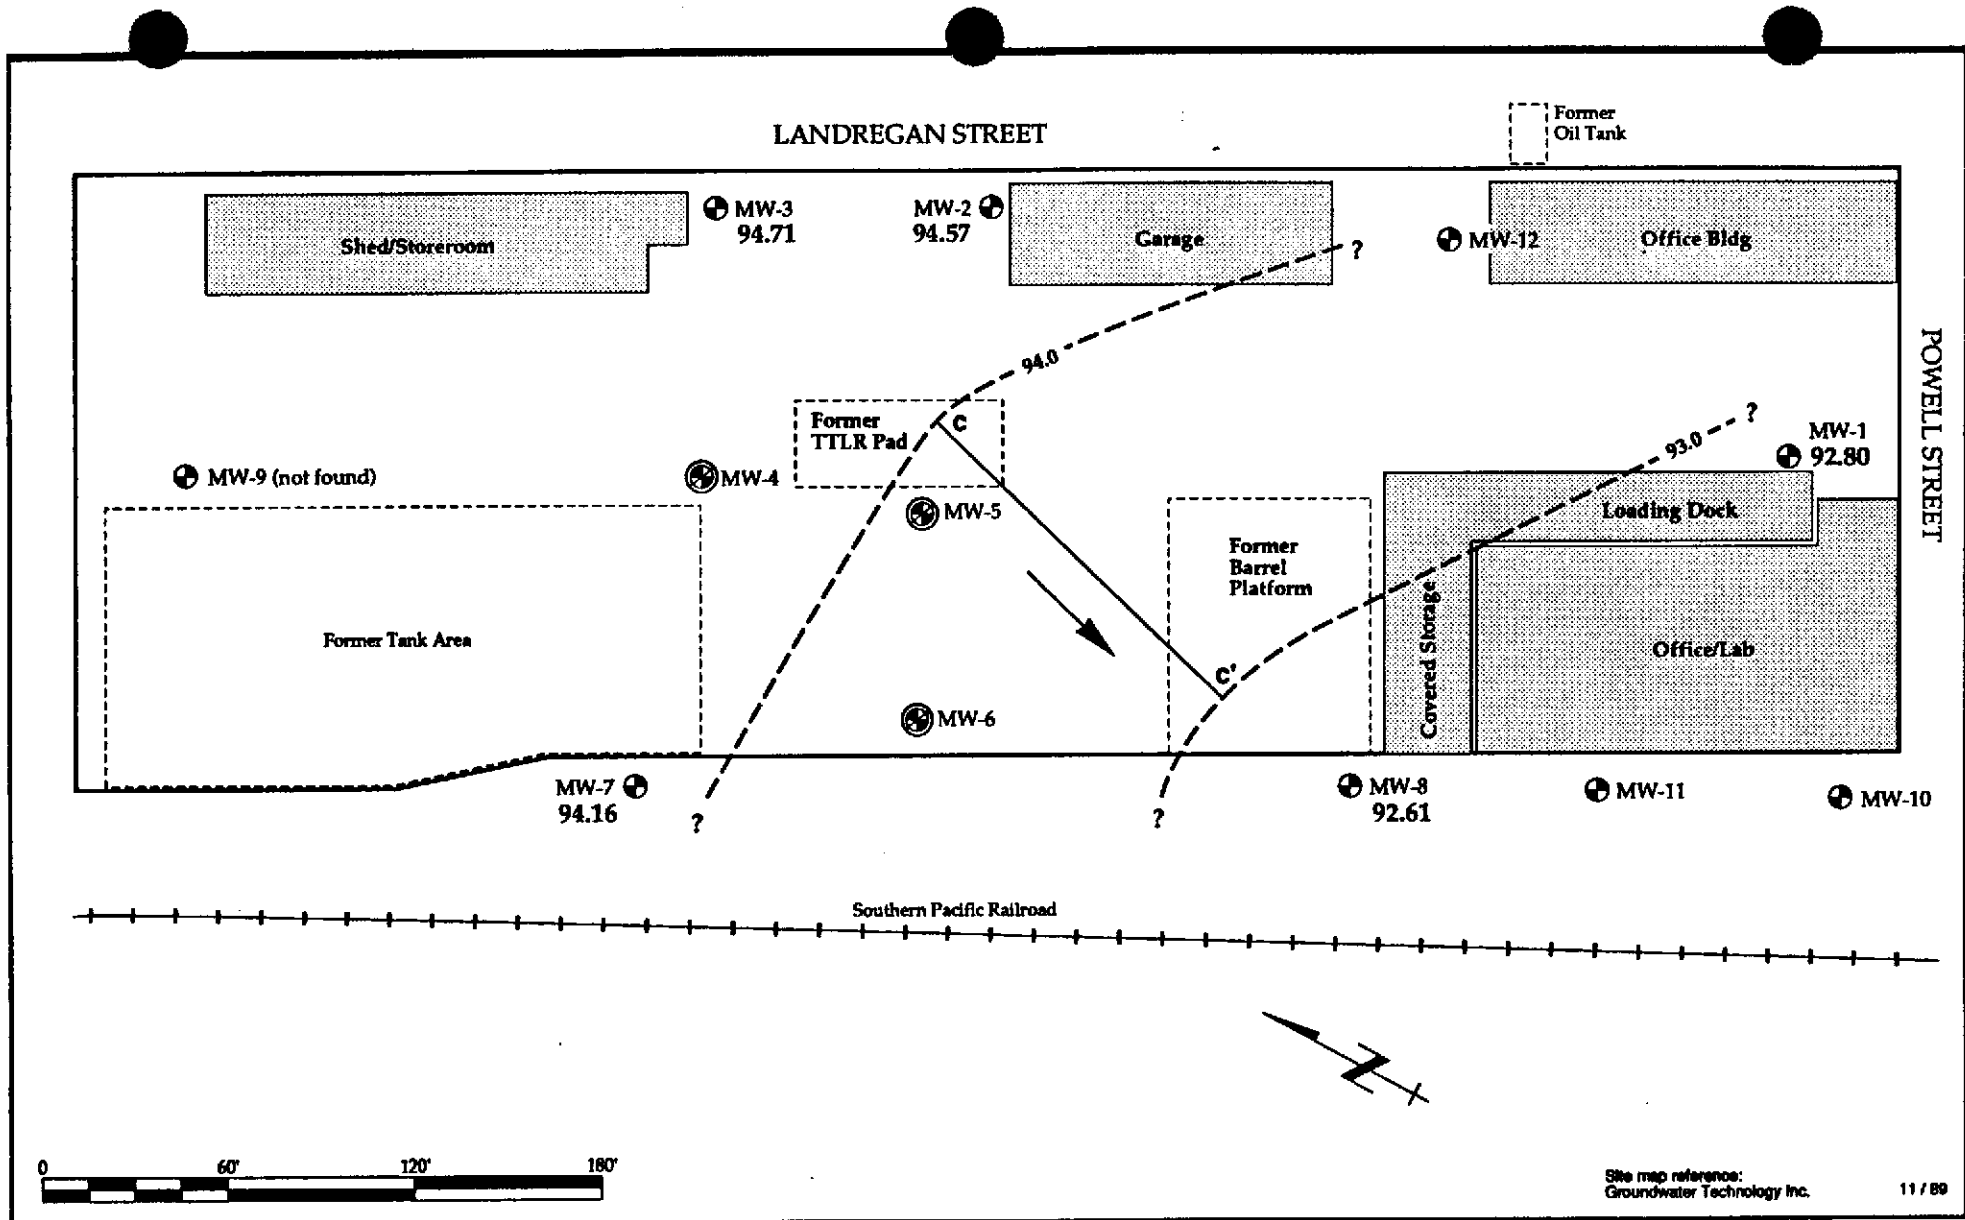 LANDREGAN STREET
Former
Oil Tank
MW-3
94.71
MW-2
94.57
Shed/Storeroom
Garage
?
MW-12
Office Bldg
POWELL STREET
94.0
Former
TTLR Pad
C
?
93.0
MW-1
92.80
MW-9 (not found)
MW-4
MW-5
Loading Dock
Former
Barrel
Platform
Covered Storage
Former Tank Area
Office/Lab
C'
MW-6
MW-7
94.16
?
?
MW-8
92.61
MW-11
MW-10
Southern Pacific Railroad
N
0 60' 120' 180'
Site map reference:
Groundwater Technology Inc.
11 / 89